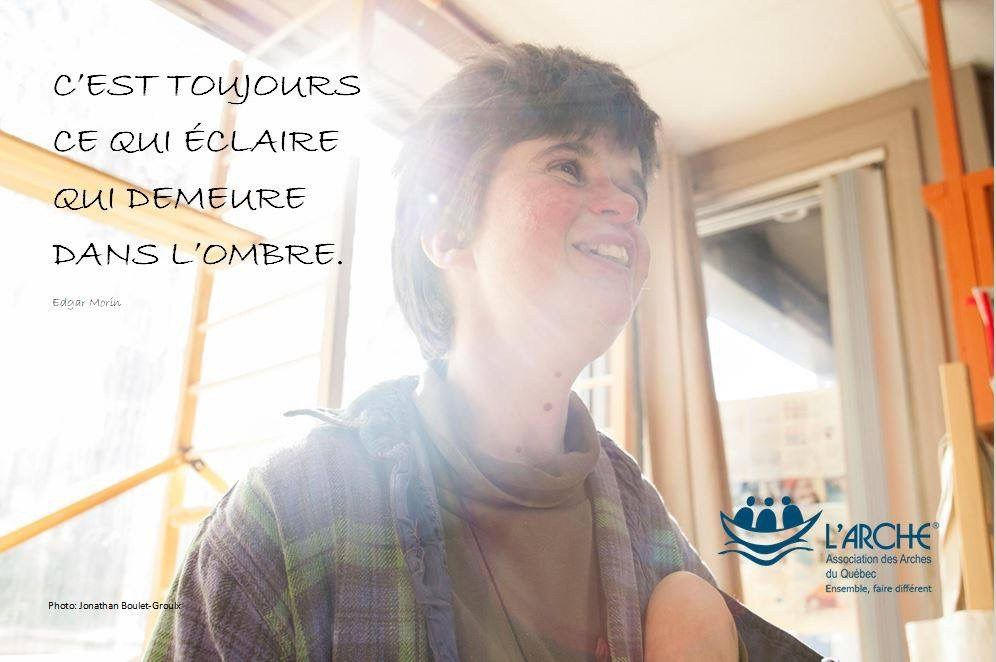 C'EST TOUJOURS
CE QUI ÉCLAIRE
QUI DEMEURE
DANS L'OMBRE.
Edgar Morin
L'ARCHE®
Association des Arches
du Québec
Ensemble, faire différent
Photo: Jonathan Boulet-Groulx